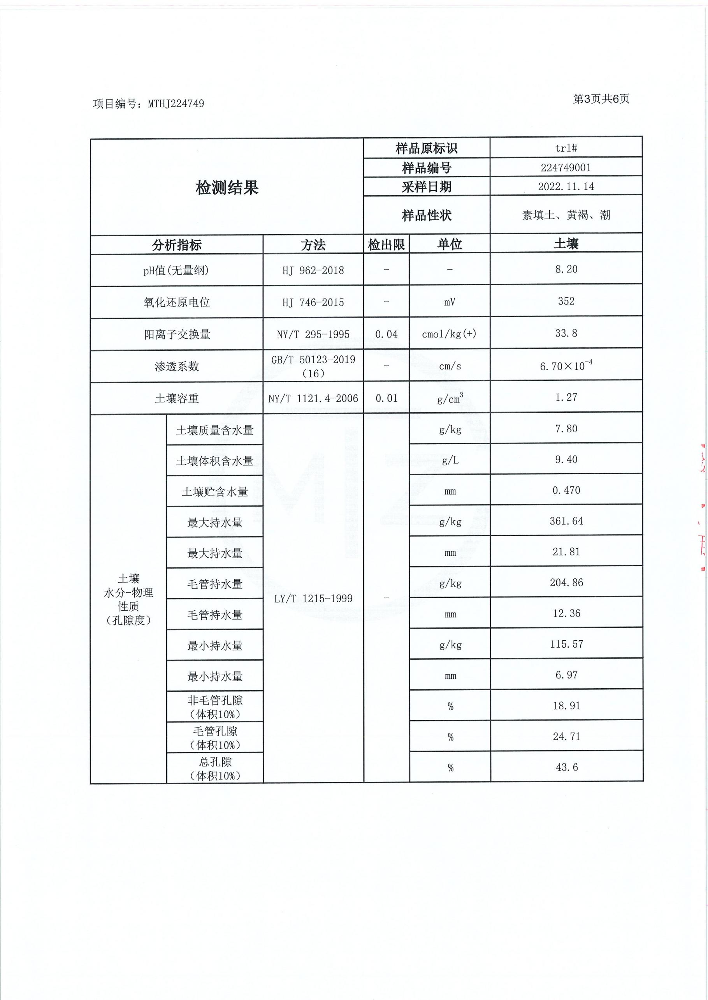 项目编号：MTHJ224749
第3页共6页
检测结果
样品原标识 tr1#
样品编号 224749001
采样日期 2022.11.14
样品性状 素填土、黄褐、潮
分析指标 方法 检出限 单位 土壤
pH值(无量纲) HJ 962-2018 - - 8.20
氧化还原电位 HJ 746-2015 - mV 352
阳离子交换量 NY/T 295-1995 0.04 cmol/kg(+) 33.8
渗透系数 GB/T 50123-2019（16） - cm/s 6.70×10⁻⁴
土壤容重 NY/T 1121.4-2006 0.01 g/cm³ 1.27
土壤
水分-物理
性质
（孔隙度）
LY/T 1215-1999 -
土壤质量含水量 g/kg 7.80
土壤体积含水量 g/L 9.40
土壤贮含水量 mm 0.470
最大持水量 g/kg 361.64
最大持水量 mm 21.81
毛管持水量 g/kg 204.86
毛管持水量 mm 12.36
最小持水量 g/kg 115.57
最小持水量 mm 6.97
非毛管孔隙（体积10%） % 18.91
毛管孔隙（体积10%） % 24.71
总孔隙（体积10%） % 43.6